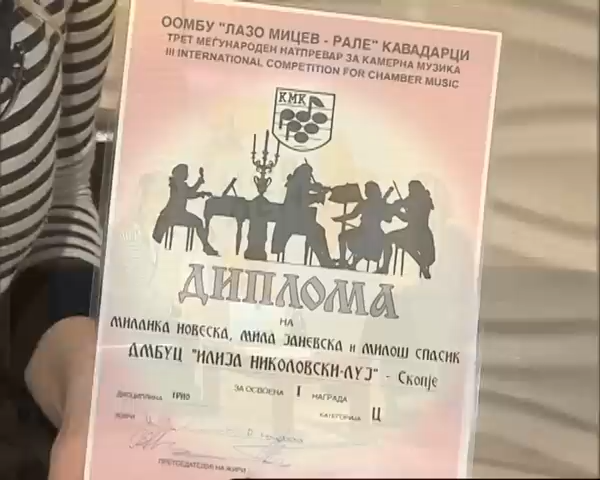 ООМБУ "ЛАЗО МИЦЕВ - РАЛЕ" КАВАДАРЦИ
ТРЕТ МЕЃУНАРОДЕН НАТПРЕВАР ЗА КАМЕРНА МУЗИКА
III INTERNATIONAL COMPETITION FOR CHAMBER MUSIC
КМК
ДИПЛОМА
НА
МИЛАНКА НОВЕСКА, МИЛА ЈАНЕВСКА И МИЛОШ СПАСИК
ДМБУЦ "ИЛИЈА НИКОЛОВСКИ-ЛУЈ" - Скопје
ДИСЦИПЛИНА ТРИО ЗА ОСВОЕНА I НАГРАДА
КАТЕГОРИЈА Ц
ЖИРИ
ПРЕТСЕДАТЕЛ НА ЖИРИ